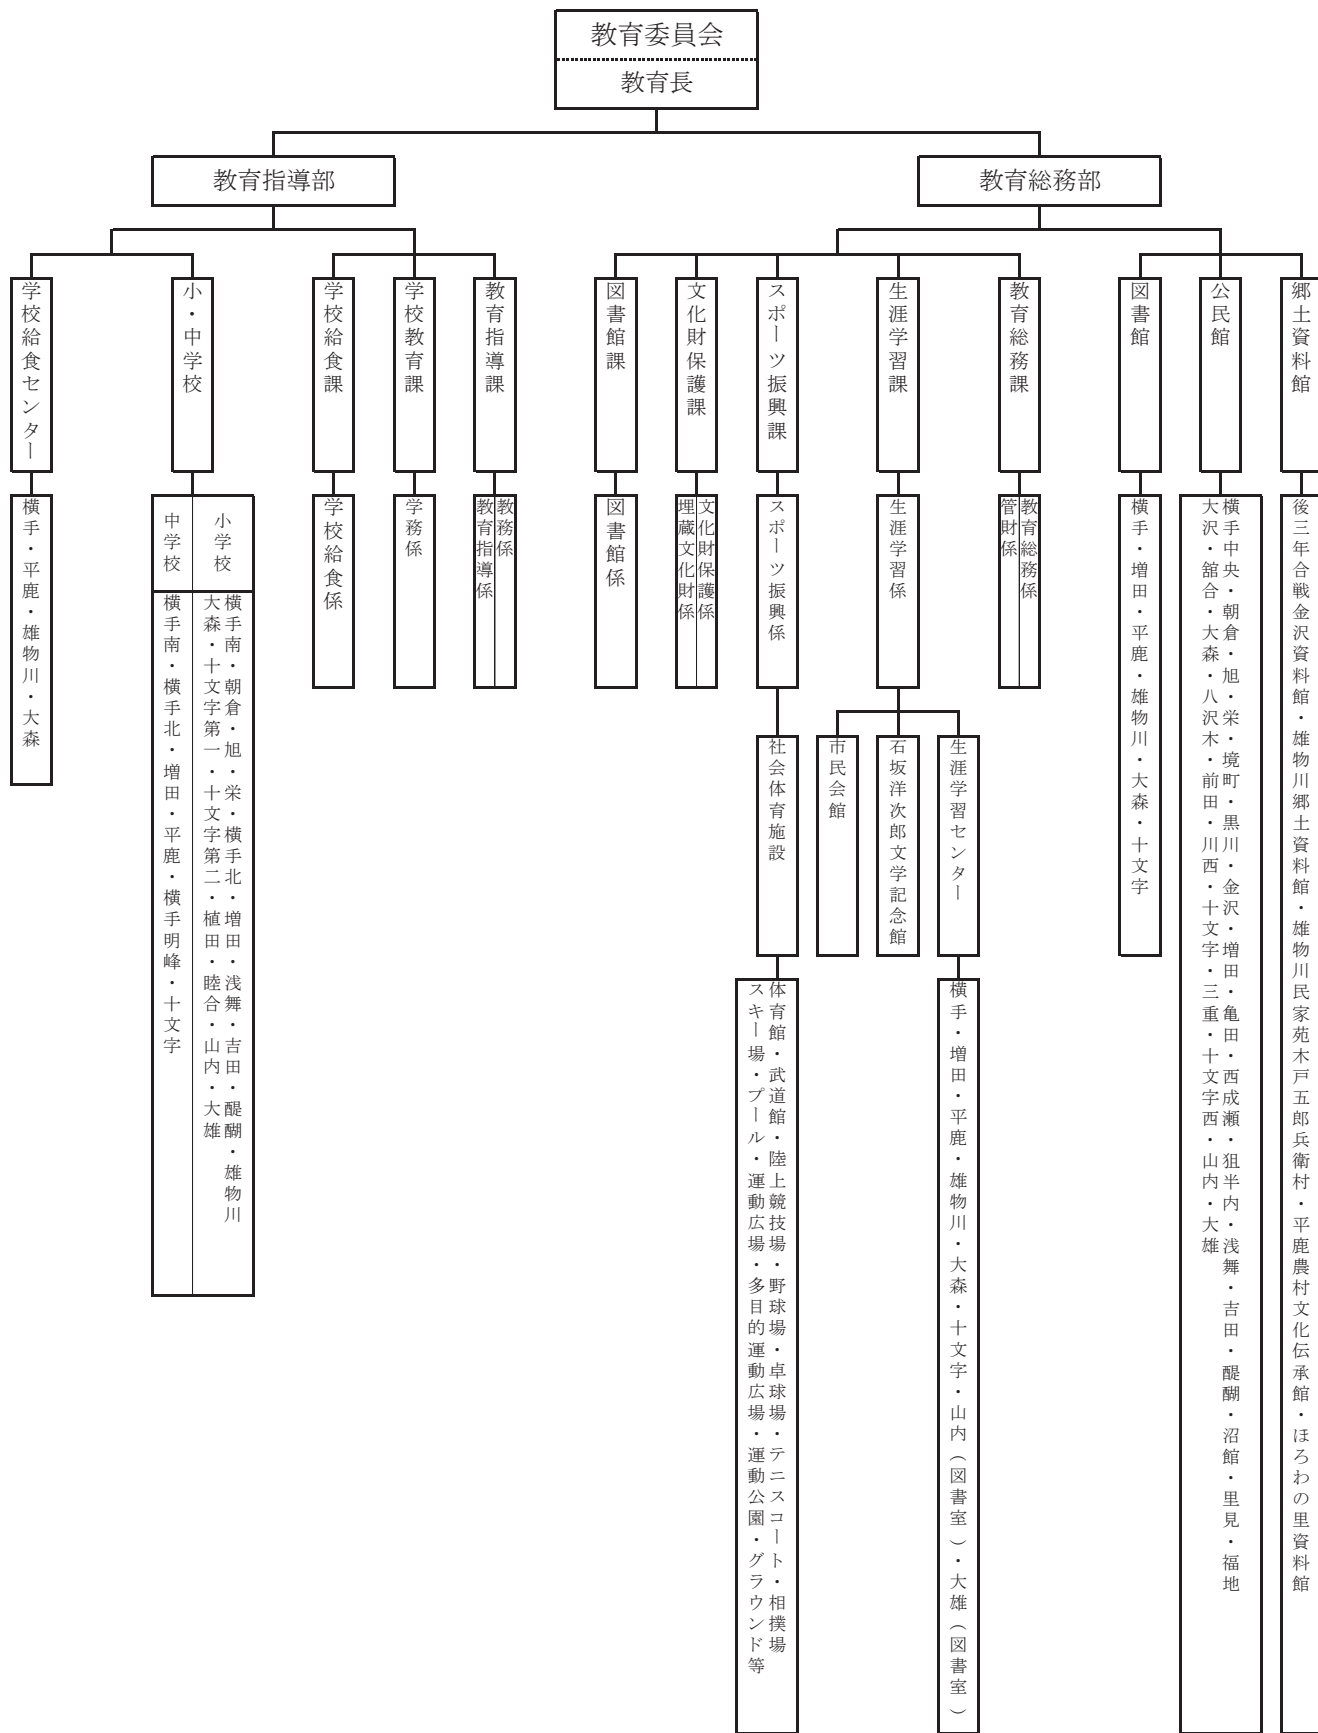 教育委員会
教育長
教育総務部
教育指導部
郷土資料館
公民館
図書館
教育総務課
生涯学習課
スポーツ振興課
文化財保護課
図書館課
教育指導課
学校教育課
学校給食課
小・中学校
学校給食センター
後三年合戦金沢資料館・雄物川郷土資料館・雄物川民家苑木戸五郎兵衛村・平鹿農村文化伝承館・ほろわの里資料館
横手中央・朝倉・旭・栄・境町・黒川・金沢・増田・亀田・西成瀬・狙半内・浅舞・吉田・醍醐・沼館・里見・福地
大沢・舘合・大森・八沢木・前田・川西・十文字・三重・十文字西・山内・大雄
横手・増田・平鹿・雄物川・大森・十文字
教育総務係
管財係
生涯学習係
スポーツ振興係
文化財保護係
埋蔵文化財係
図書館係
教務係
教育指導係
学務係
学校給食係
小学校
横手南・朝倉・旭・栄・横手北・増田・浅舞・吉田・醍醐・雄物川
大森・十文字第一・十文字第二・植田・睦合・山内・大雄
中学校
横手南・横手北・増田・平鹿・横手明峰・十文字
横手・平鹿・雄物川・大森
生涯学習センター
石坂洋次郎文学記念館
市民会館
社会体育施設
横手・増田・平鹿・雄物川・大森・十文字・山内（図書室）・大雄（図書室）
体育館・武道館・陸上競技場・野球場・卓球場・テニスコート・相撲場
スキー場・プール・運動広場・多目的運動広場・運動公園・グラウンド等